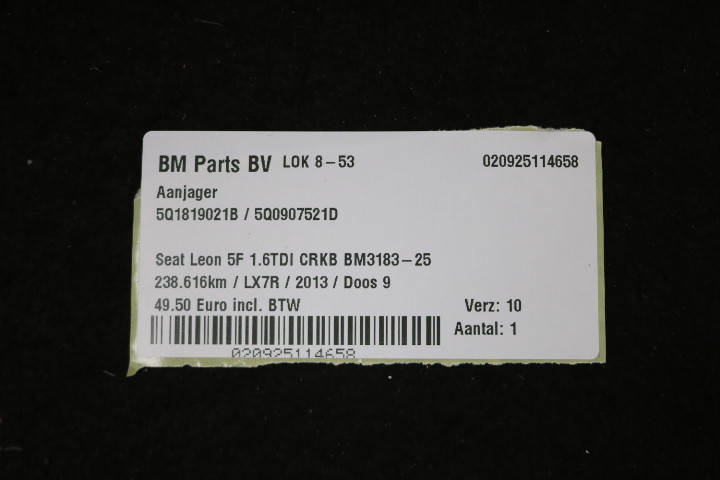 BM Parts BV LOK 8-53 020925114658
Aanjager
5Q1819021B / 5Q0907521D
Seat Leon 5F 1.6TDI CRKB BM3183-25
238.616km / LX7R / 2013 / Doos 9
49.50 Euro incl. BTW Verz: 10
Aantal: 1
020925114658